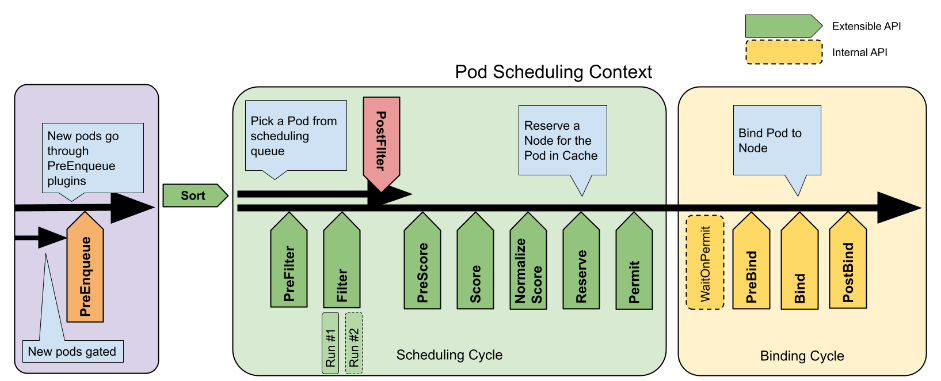 Extensible API
Internal API
Pod Scheduling Context
New pods go
through
PreEnqueue
plugins
PreEnqueue
New pods gated
Sort
Pick a Pod from
scheduling
queue
PostFilter
Reserve a
Node for the
Pod in Cache
PreFilter
Filter
Run #1
Run #2
PreScore
Score
Normalize
Score
Reserve
Permit
Scheduling Cycle
Bind Pod to
Node
WaitOnPermit
PreBind
Bind
PostBind
Binding Cycle